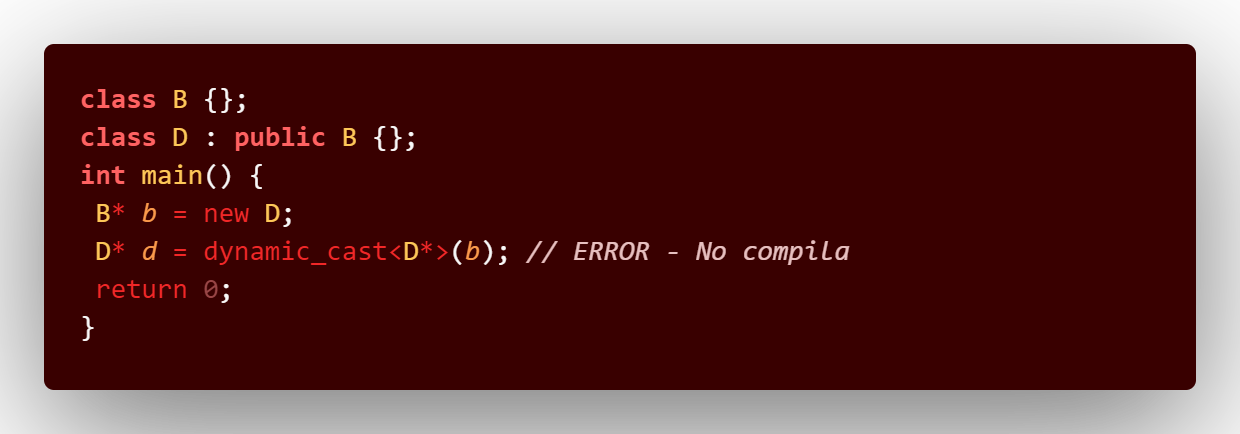 class B {};
class D : public B {};
int main() {
 B* b = new D;
 D* d = dynamic_cast<D*>(b); // ERROR - No compila
 return 0;
}